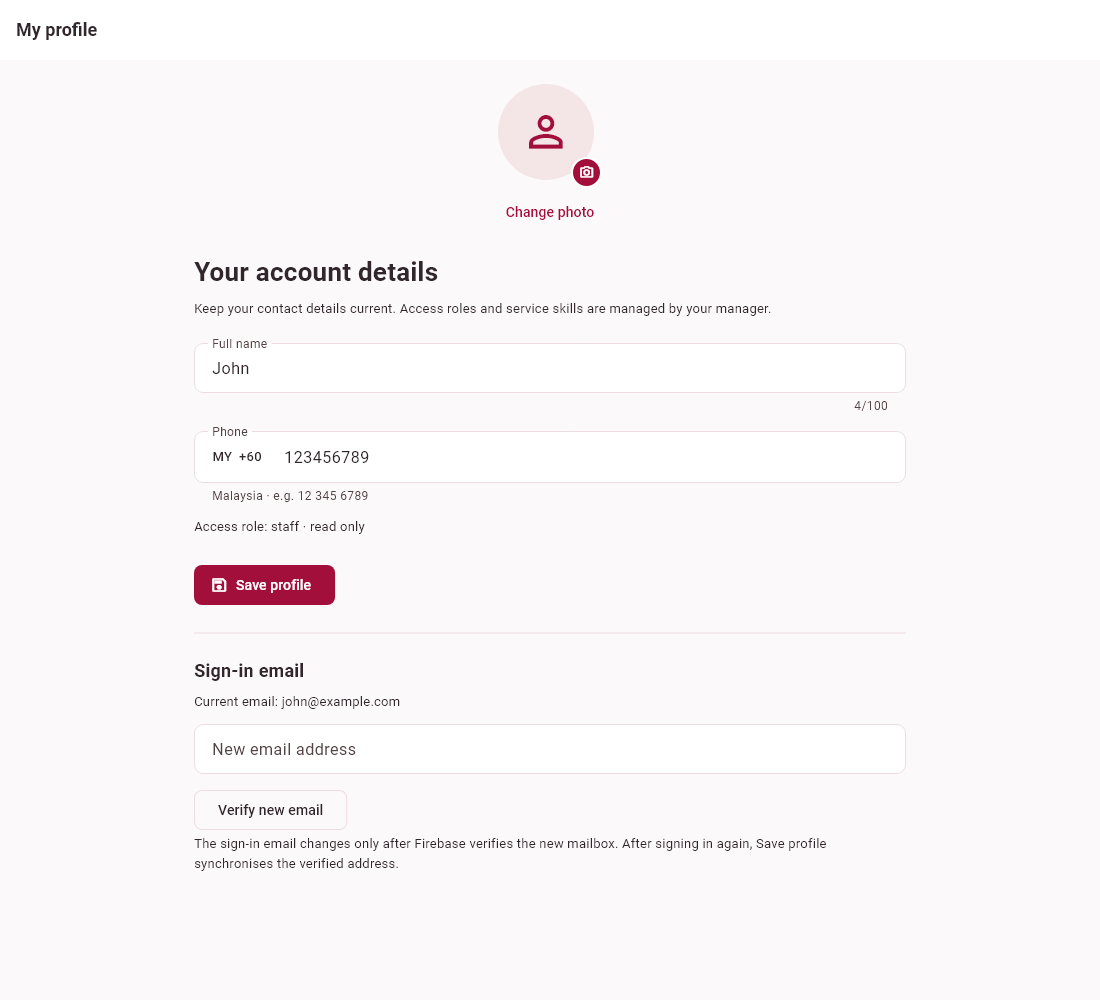 My profile
Change photo
Your account details
Keep your contact details current. Access roles and service skills are managed by your manager.
Full name
John
4/100
Phone
MY +60 123456789
Malaysia · e.g. 12 345 6789
Access role: staff · read only
Save profile
Sign-in email
Current email: john@example.com
New email address
Verify new email
The sign-in email changes only after Firebase verifies the new mailbox. After signing in again, Save profile
synchronises the verified address.